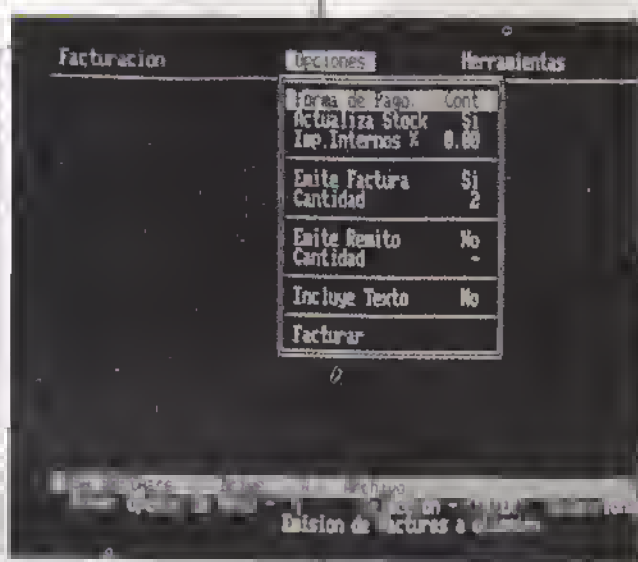 Facturacion Opciones Herramientas
Forma de Pago. Cont
Actualiza Stock Si
Imp.Internos % 0.00
Emite Factura Si
Cantidad 2
Emite Remito No
Cantidad -
Incluye Texto No
Facturar
Archivo
Emision de facturas a